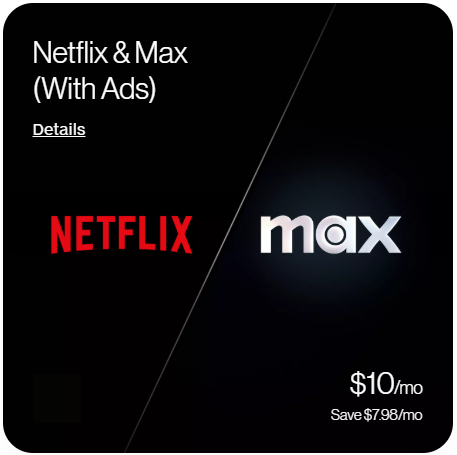 Netflix & Max
(With Ads)
Details
NETFLIX
max
$10/mo
Save $7.98/mo